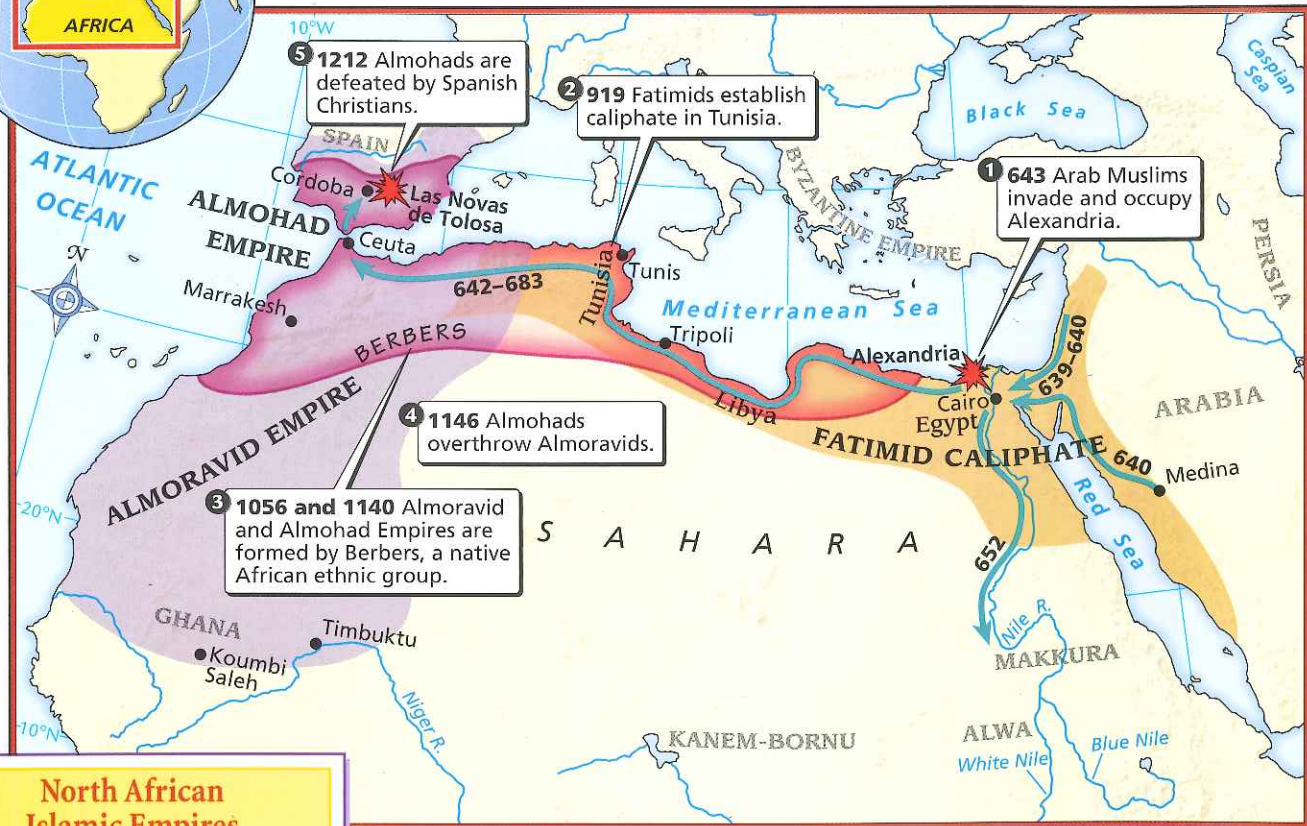 AFRICA
10°W
5 1212 Almohads are
defeated by Spanish
Christians.
2 919 Fatimids establish
caliphate in Tunisia.
Caspian
Sea
Black Sea
1 643 Arab Muslims
invade and occupy
Alexandria.
ATLANTIC
OCEAN
SPAIN
Cordoba
Las Nóvas
de Tolosa
ALMOHAD
EMPIRE
Ceuta
BYZANTINE EMPIRE
PERSIA
N
Marrakesh
642–683
Tunisia
Tunis
Mediterranean Sea
Tripoli
BERBERS
Alexandria
639–640
Libya
Cairo
Egypt
ARABIA
ALMORAVID EMPIRE
4 1146 Almohads
overthrow Almoravids.
FATIMID CALIPHATE
640
Medina
3 1056 and 1140 Almoravid
and Almohad Empires are
formed by Berbers, a native
African ethnic group.
20°N
SAHARA
Red
Sea
652
GHANA
Timbuktu
Koumbi
Saleh
Nile R.
MAKKURA
Niger R.
10°N
KANEM-BORNU
ALWA
White Nile
Blue Nile
North African
Islamic Empires